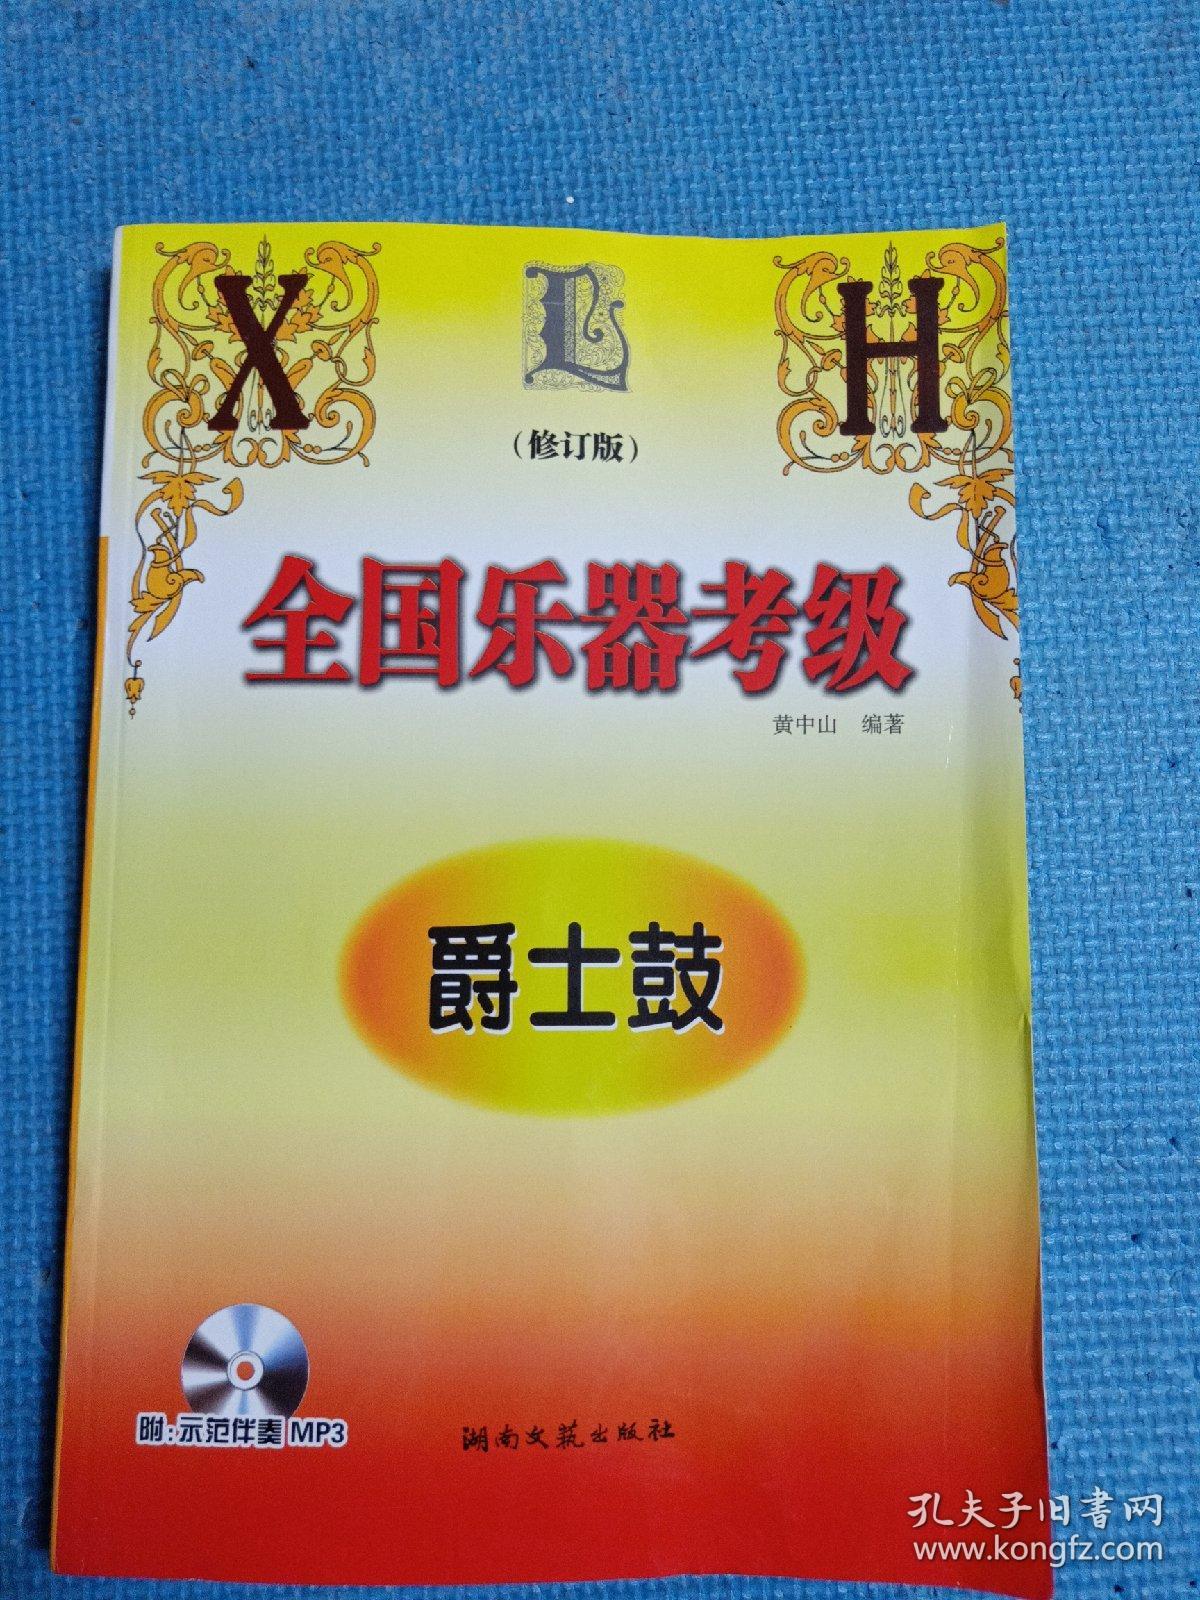 X L H
(修订版)
全国乐器考级
黄中山 编著
爵士鼓
附:示范伴奏 MP3
湖南文艺出版社
孔夫子旧书网
www.kongfz.com